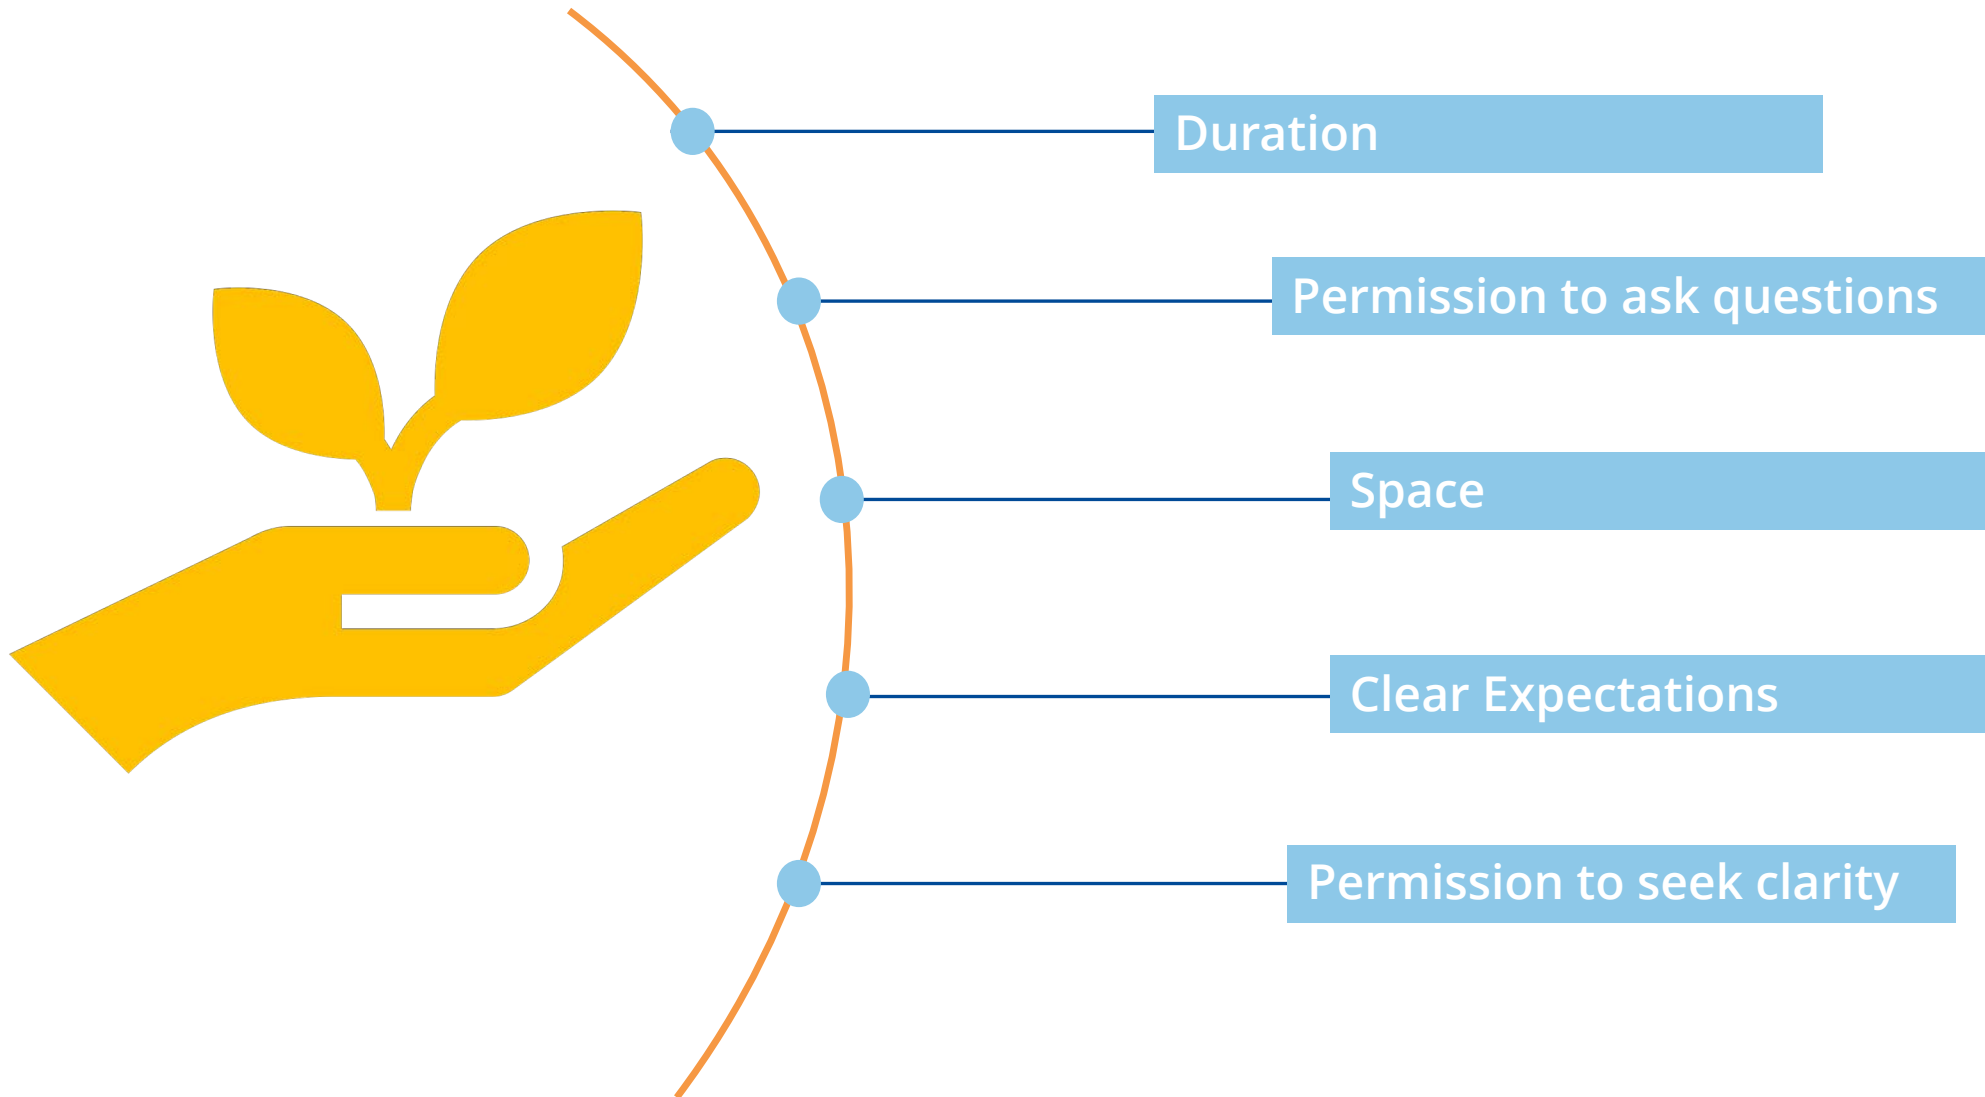 Duration
Permission to ask questions
Space
Clear Expectations
Permission to seek clarity